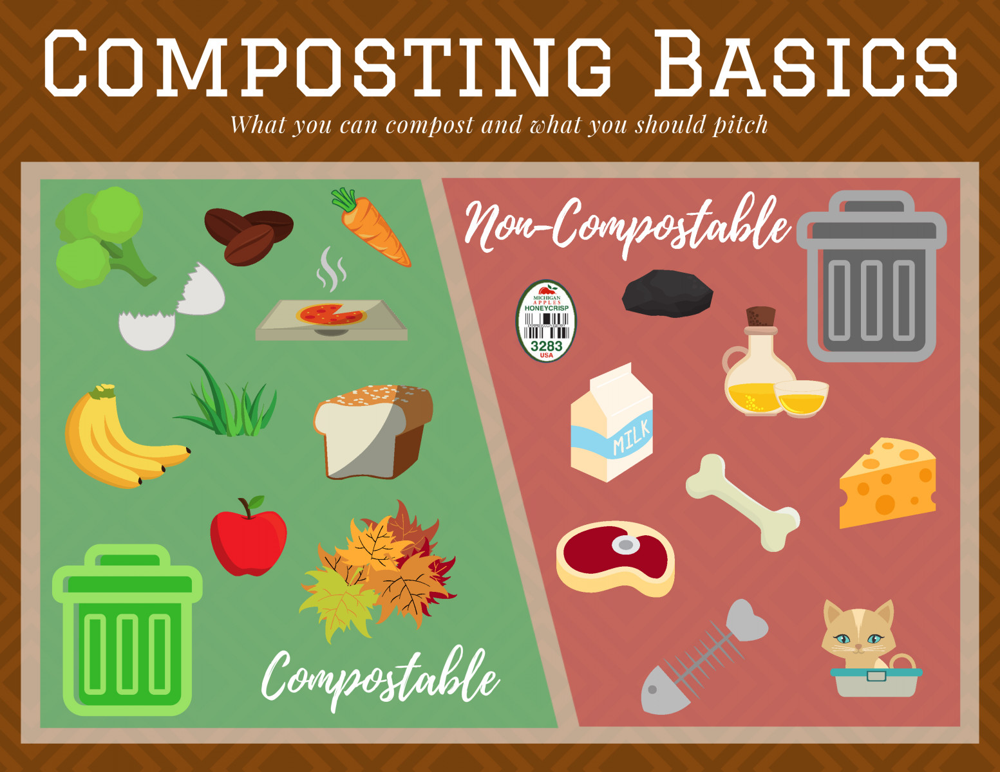 COMPOSTING BASICS
What you can compost and what you should pitch
Non-Compostable
MICHIGAN
APPLES
HONEYCRISP
3283
USA
MILK
Compostable